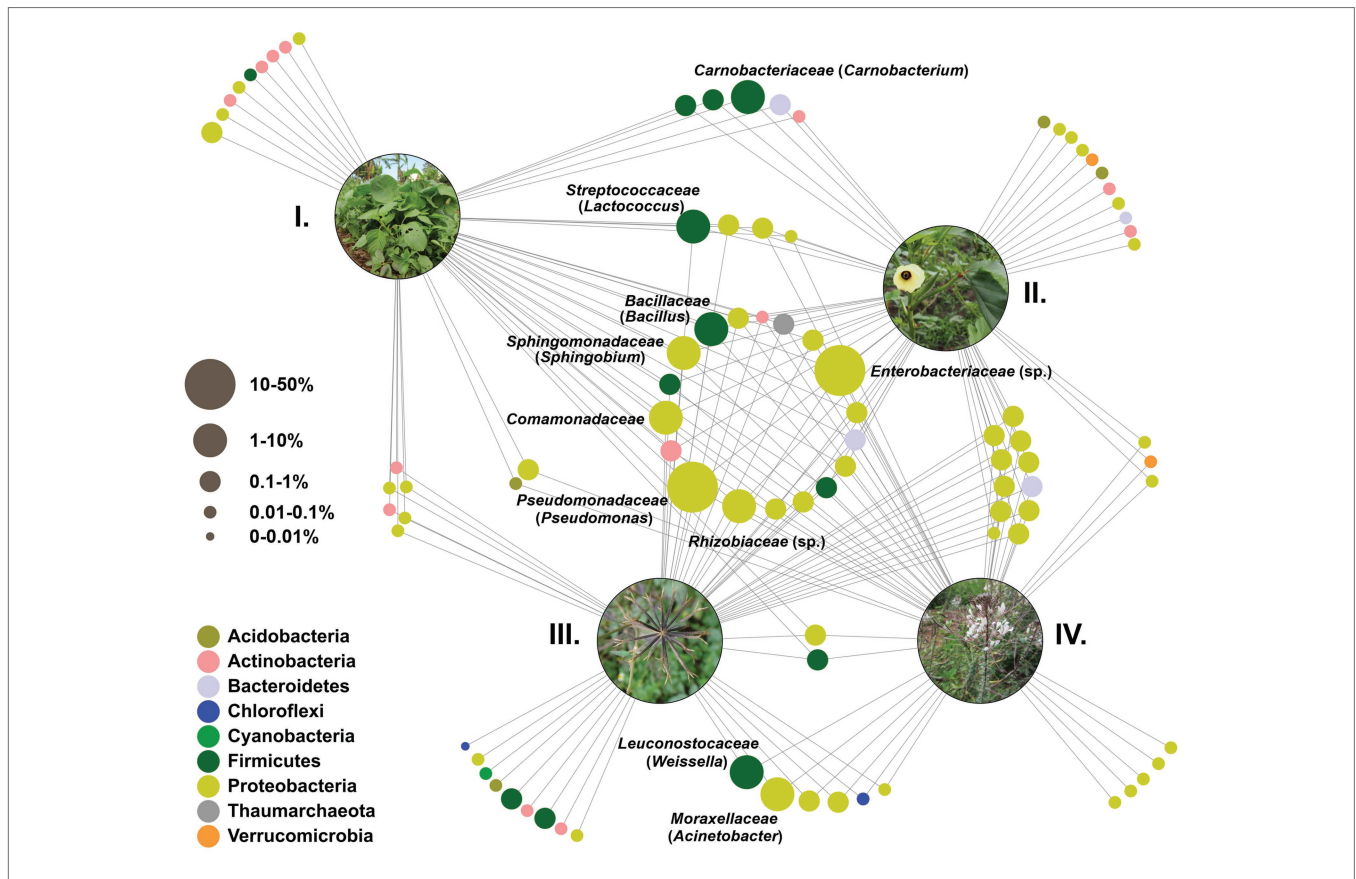 Carnobacteriaceae (Carnobacterium)
Streptococcaceae
(Lactococcus)
I.
II.
Bacillaceae
(Bacillus)
Sphingomonadaceae
(Sphingobium)
Enterobacteriaceae (sp.)
Comamonadaceae
Pseudomonadaceae
(Pseudomonas)
Rhizobiaceae (sp.)
10-50%
1-10%
0.1-1%
0.01-0.1%
0-0.01%
III.
IV.
Acidobacteria
Actinobacteria
Bacteroidetes
Chloroflexi
Cyanobacteria
Firmicutes
Proteobacteria
Thaumarchaeota
Verrucomicrobia
Leuconostocaceae
(Weissella)
Moraxellaceae
(Acinetobacter)